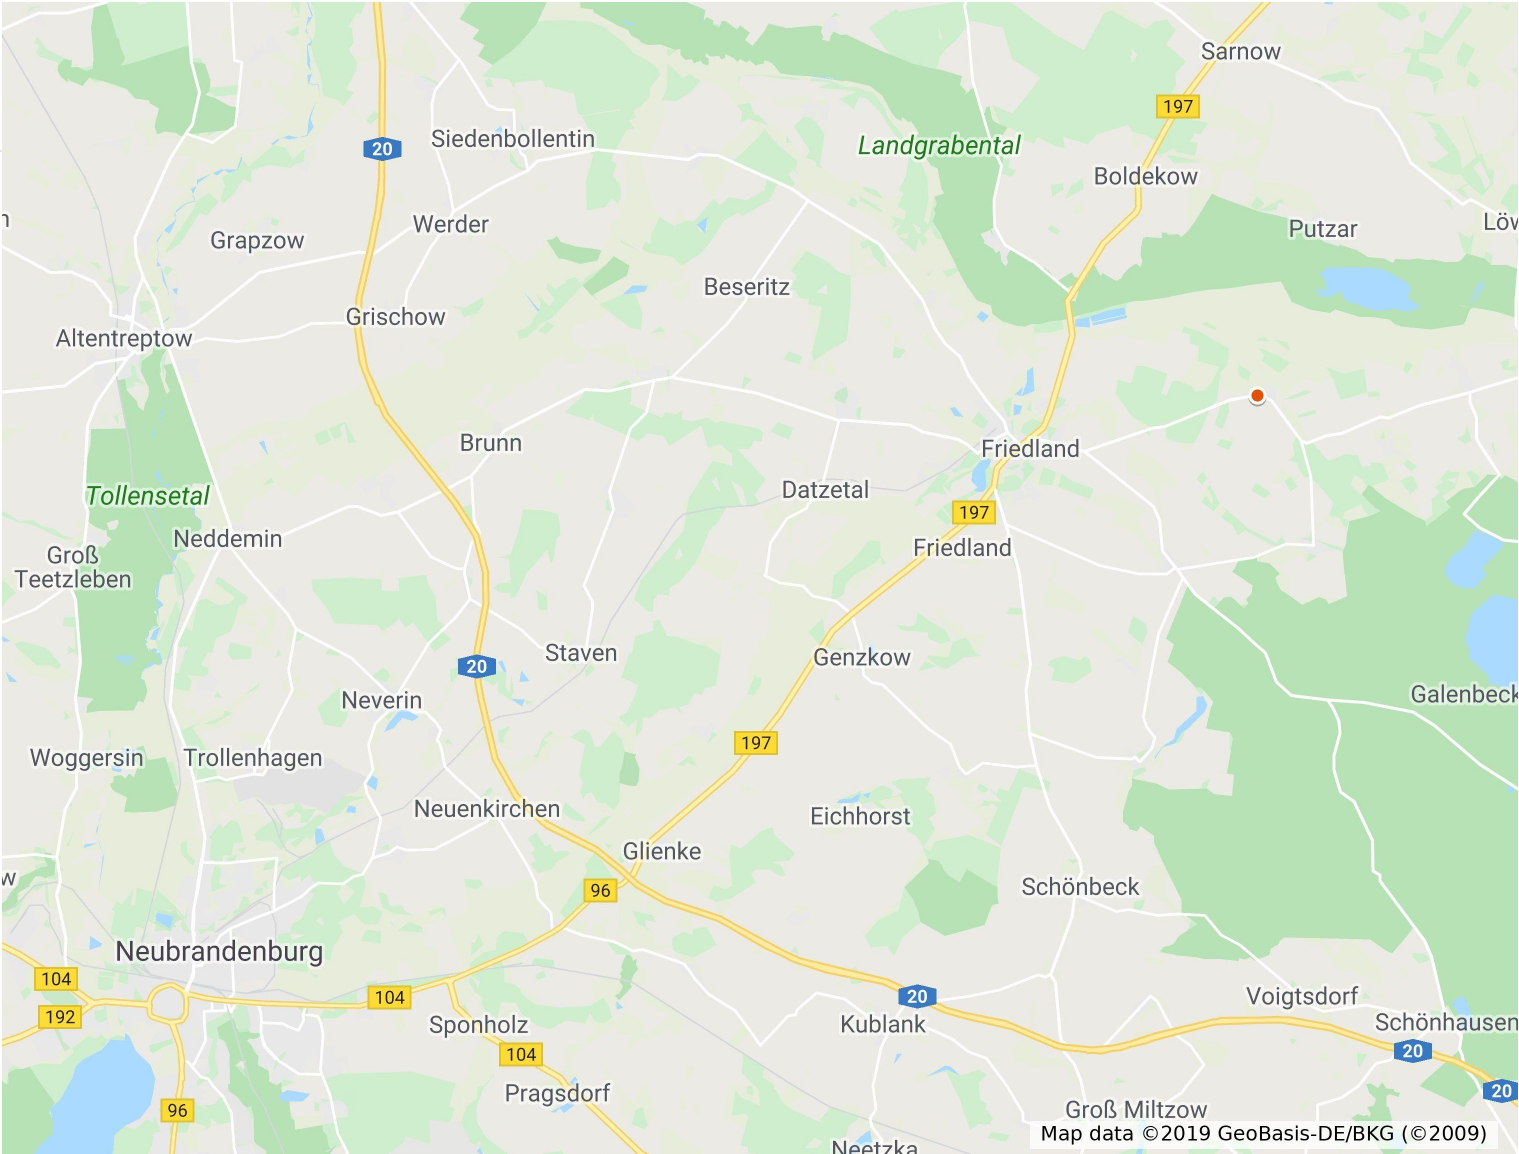 Sarnow
197
Landgrabental
Siedenbollentin
20
Boldekow
Putzar
Löw
n
Werder
Grapzow
Beseritz
Grischow
Altentreptow
Brunn
Friedland
Datzetal
Tollensetal
197
Neddemin
Friedland
Groß
Teetzleben
Staven
Genzkow
20
Neverin
Galenbeck
197
Woggersin
Trollenhagen
Neuenkirchen
Eichhorst
Glienke
w
96
Schönbeck
Neubrandenburg
104
104
20
Voigtsdorf
192
Sponholz
Kublank
Schönhausen
20
104
20
Pragsdorf
96
Groß Miltzow
Neetzka
Map data ©2019 GeoBasis-DE/BKG (©2009)